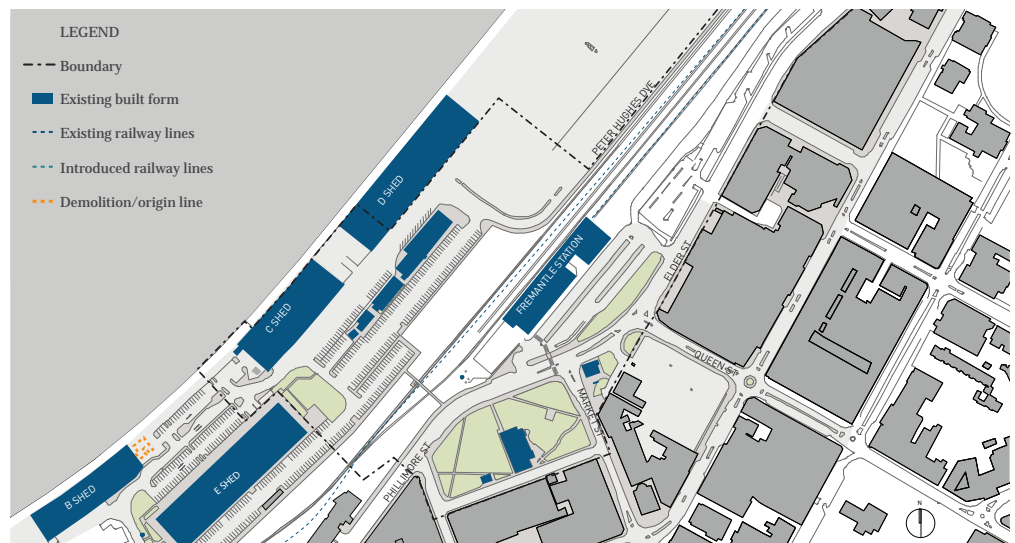 LEGEND
Boundary
Existing built form
Existing railway lines
Introduced railway lines
Demolition/origin line
PETER HUGHES DVE
D SHED
FREMANTLE STATION
ELDER ST
C SHED
QUEEN ST
MARKET ST
PHILLIMORE ST
E SHED
B SHED
N